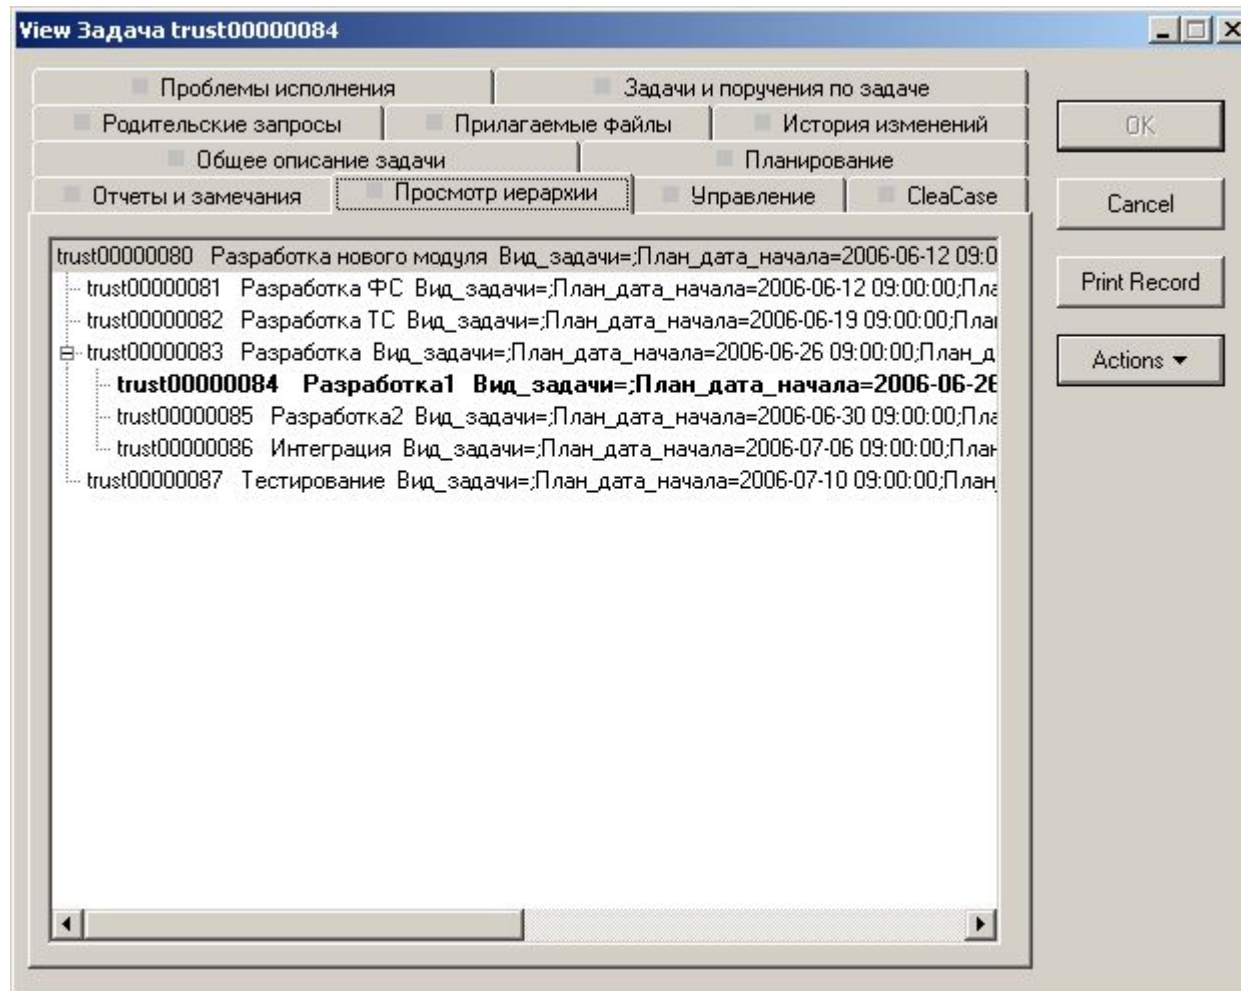 View Задача trust00000084
Проблемы исполнения Задачи и поручения по задаче
Родительские запросы Прилагаемые файлы История изменений
Общее описание задачи Планирование
Отчеты и замечания Просмотр иерархии Управление CleaCase
trust00000080 Разработка нового модуля Вид_задачи=;План_дата_начала=2006-06-12 09:0
trust00000081 Разработка ФС Вид_задачи=;План_дата_начала=2006-06-12 09:00:00;Пла
trust00000082 Разработка ТС Вид_задачи=;План_дата_начала=2006-06-19 09:00:00;Пла
trust00000083 Разработка Вид_задачи=;План_дата_начала=2006-06-26 09:00:00;План_д
trust00000084 Разработка1 Вид_задачи=;План_дата_начала=2006-06-26
trust00000085 Разработка2 Вид_задачи=;План_дата_начала=2006-06-30 09:00:00;Пла
trust00000086 Интеграция Вид_задачи=;План_дата_начала=2006-07-06 09:00:00;План
trust00000087 Тестирование Вид_задачи=;План_дата_начала=2006-07-10 09:00:00;План_
OK
Cancel
Print Record
Actions